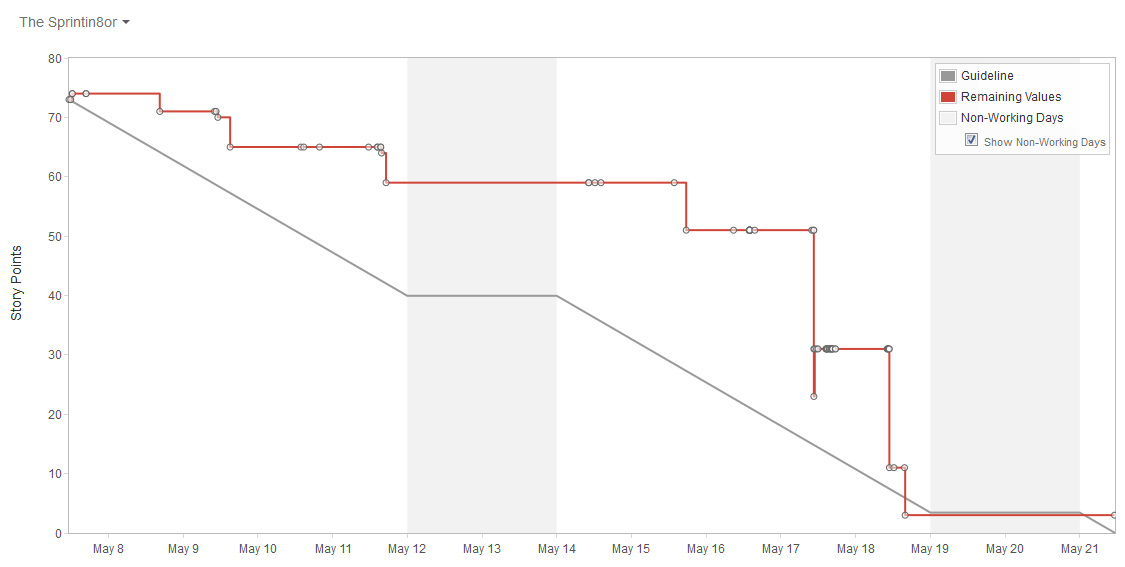 The Sprintin8or
80
70
60
50
40
30
20
10
0
Story Points
Guideline
Remaining Values
Non-Working Days
Show Non-Working Days
May 8 May 9 May 10 May 11 May 12 May 13 May 14 May 15 May 16 May 17 May 18 May 19 May 20 May 21